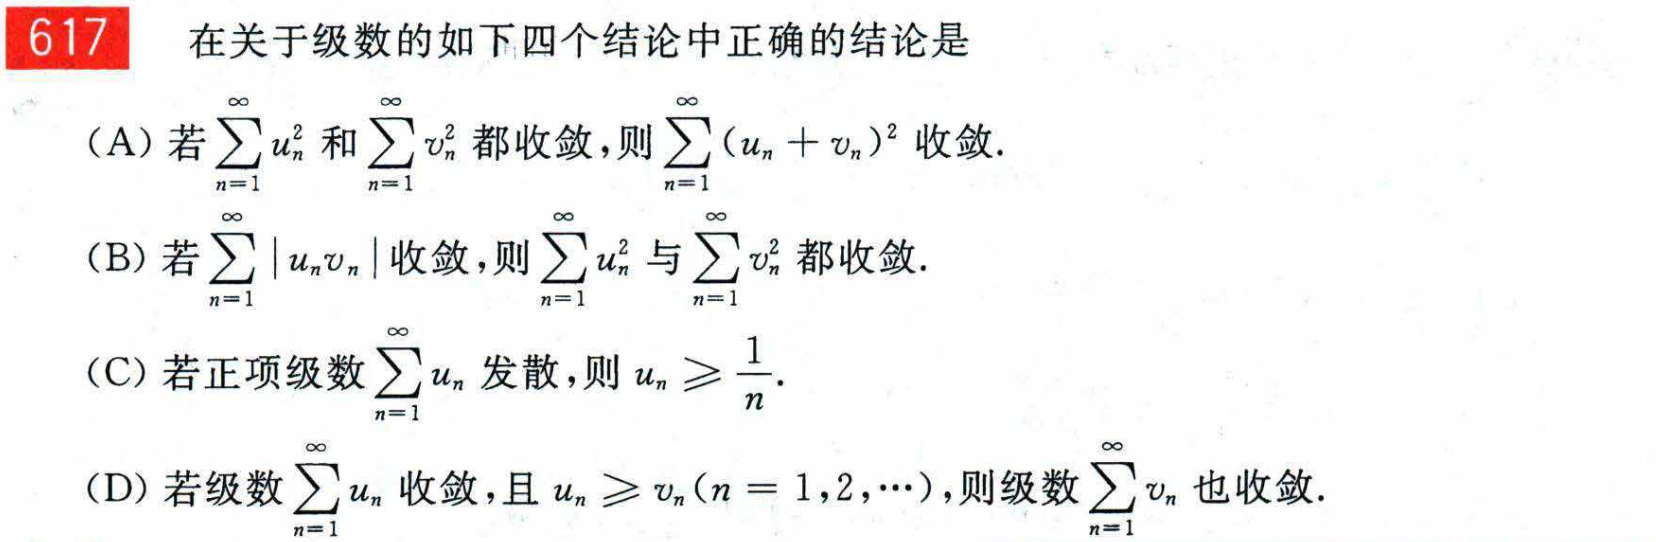 617 在关于级数的如下四个结论中正确的结论是
(A) 若 $\sum_{n=1}^{\infty} u_n^2$ 和 $\sum_{n=1}^{\infty} v_n^2$ 都收敛,则 $\sum_{n=1}^{\infty} (u_n + v_n)^2$ 收敛.
(B) 若 $\sum_{n=1}^{\infty} |u_n v_n|$ 收敛,则 $\sum_{n=1}^{\infty} u_n^2$ 与 $\sum_{n=1}^{\infty} v_n^2$ 都收敛.
(C) 若正项级数 $\sum_{n=1}^{\infty} u_n$ 发散,则 $u_n \geqslant \frac{1}{n}$.
(D) 若级数 $\sum_{n=1}^{\infty} u_n$ 收敛,且 $u_n \geqslant v_n (n = 1,2,\cdots)$,则级数 $\sum_{n=1}^{\infty} v_n$ 也收敛.